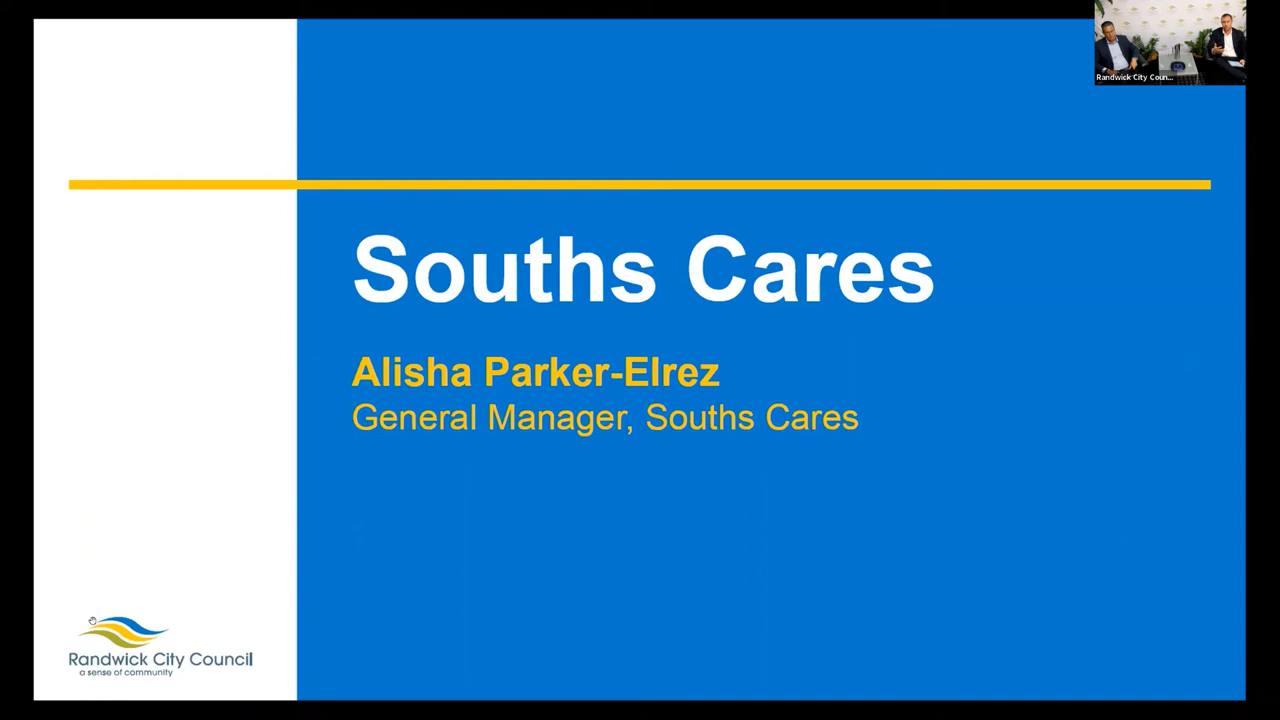 Randwick City Coun...
Souths Cares
Alisha Parker-Elrez
General Manager, Souths Cares
Randwick City Council
a sense of community